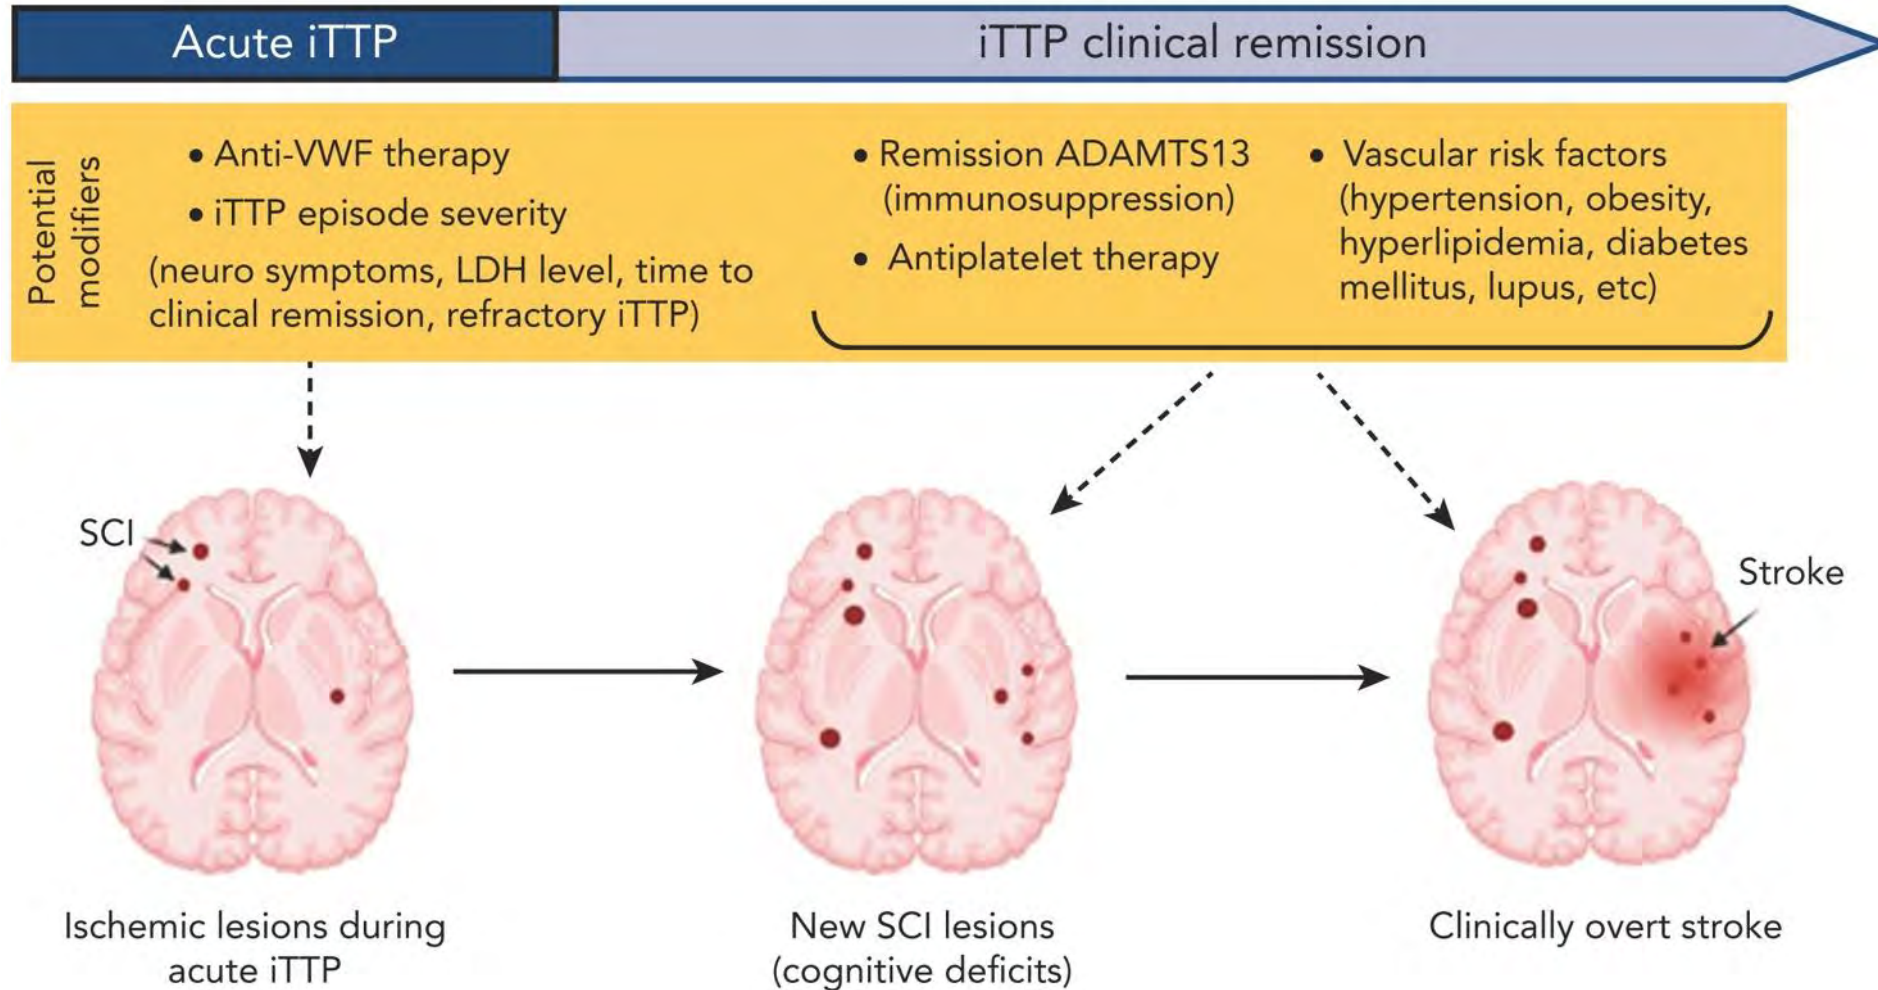 Acute iTTP
iTTP clinical remission
Potential
modifiers
• Anti-VWF therapy
• iTTP episode severity
(neuro symptoms, LDH level, time to
clinical remission, refractory iTTP)
• Remission ADAMTS13
(immunosuppression)
• Antiplatelet therapy
• Vascular risk factors
(hypertension, obesity,
hyperlipidemia, diabetes
mellitus, lupus, etc)
SCI
Stroke
Ischemic lesions during
acute iTTP
New SCI lesions
(cognitive deficits)
Clinically overt stroke